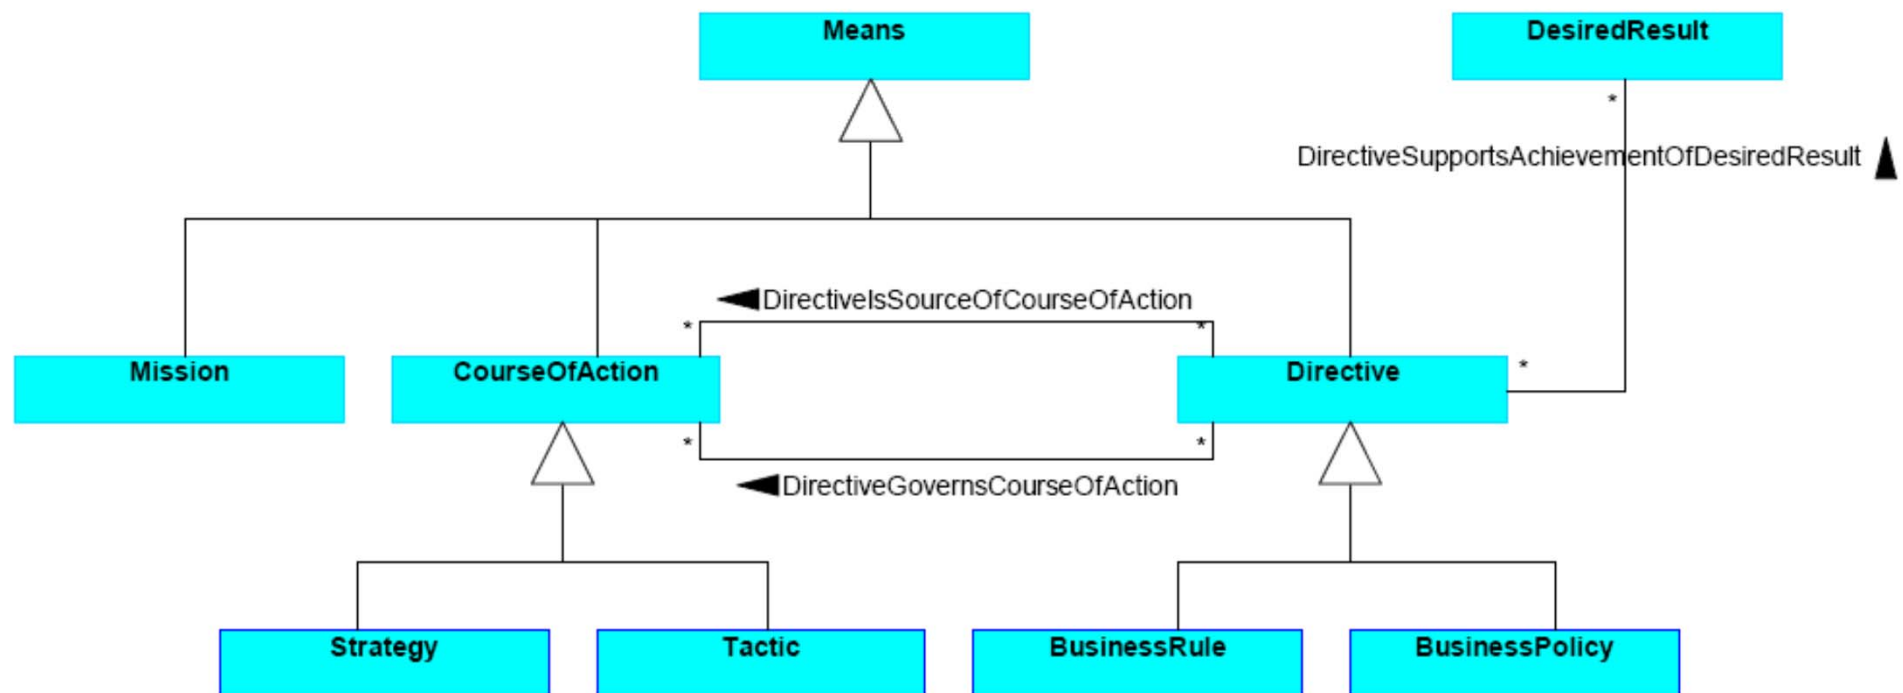 Means
DesiredResult
*
DirectiveSupportsAchievementOfDesiredResult
DirectiveIsSourceOfCourseOfAction
* *
Mission
CourseOfAction
Directive
*
* *
DirectiveGovernsCourseOfAction
Strategy
Tactic
BusinessRule
BusinessPolicy